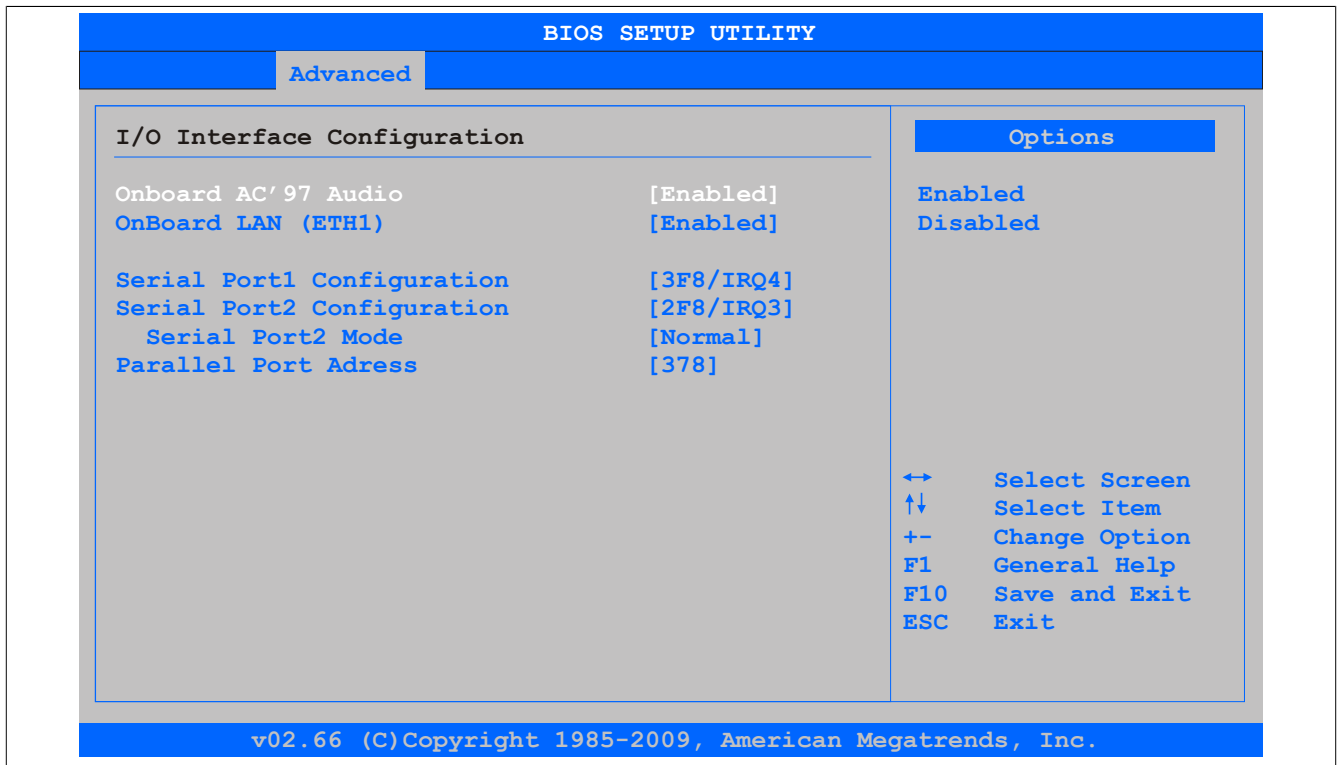 BIOS SETUP UTILITY
Advanced
I/O Interface Configuration
Onboard AC'97 Audio [Enabled]
OnBoard LAN (ETH1) [Enabled]
Serial Port1 Configuration [3F8/IRQ4]
Serial Port2 Configuration [2F8/IRQ3]
Serial Port2 Mode [Normal]
Parallel Port Adress [378]
Options
Enabled
Disabled
↔ Select Screen
↑↓ Select Item
+- Change Option
F1 General Help
F10 Save and Exit
ESC Exit
v02.66 (C)Copyright 1985-2009, American Megatrends, Inc.